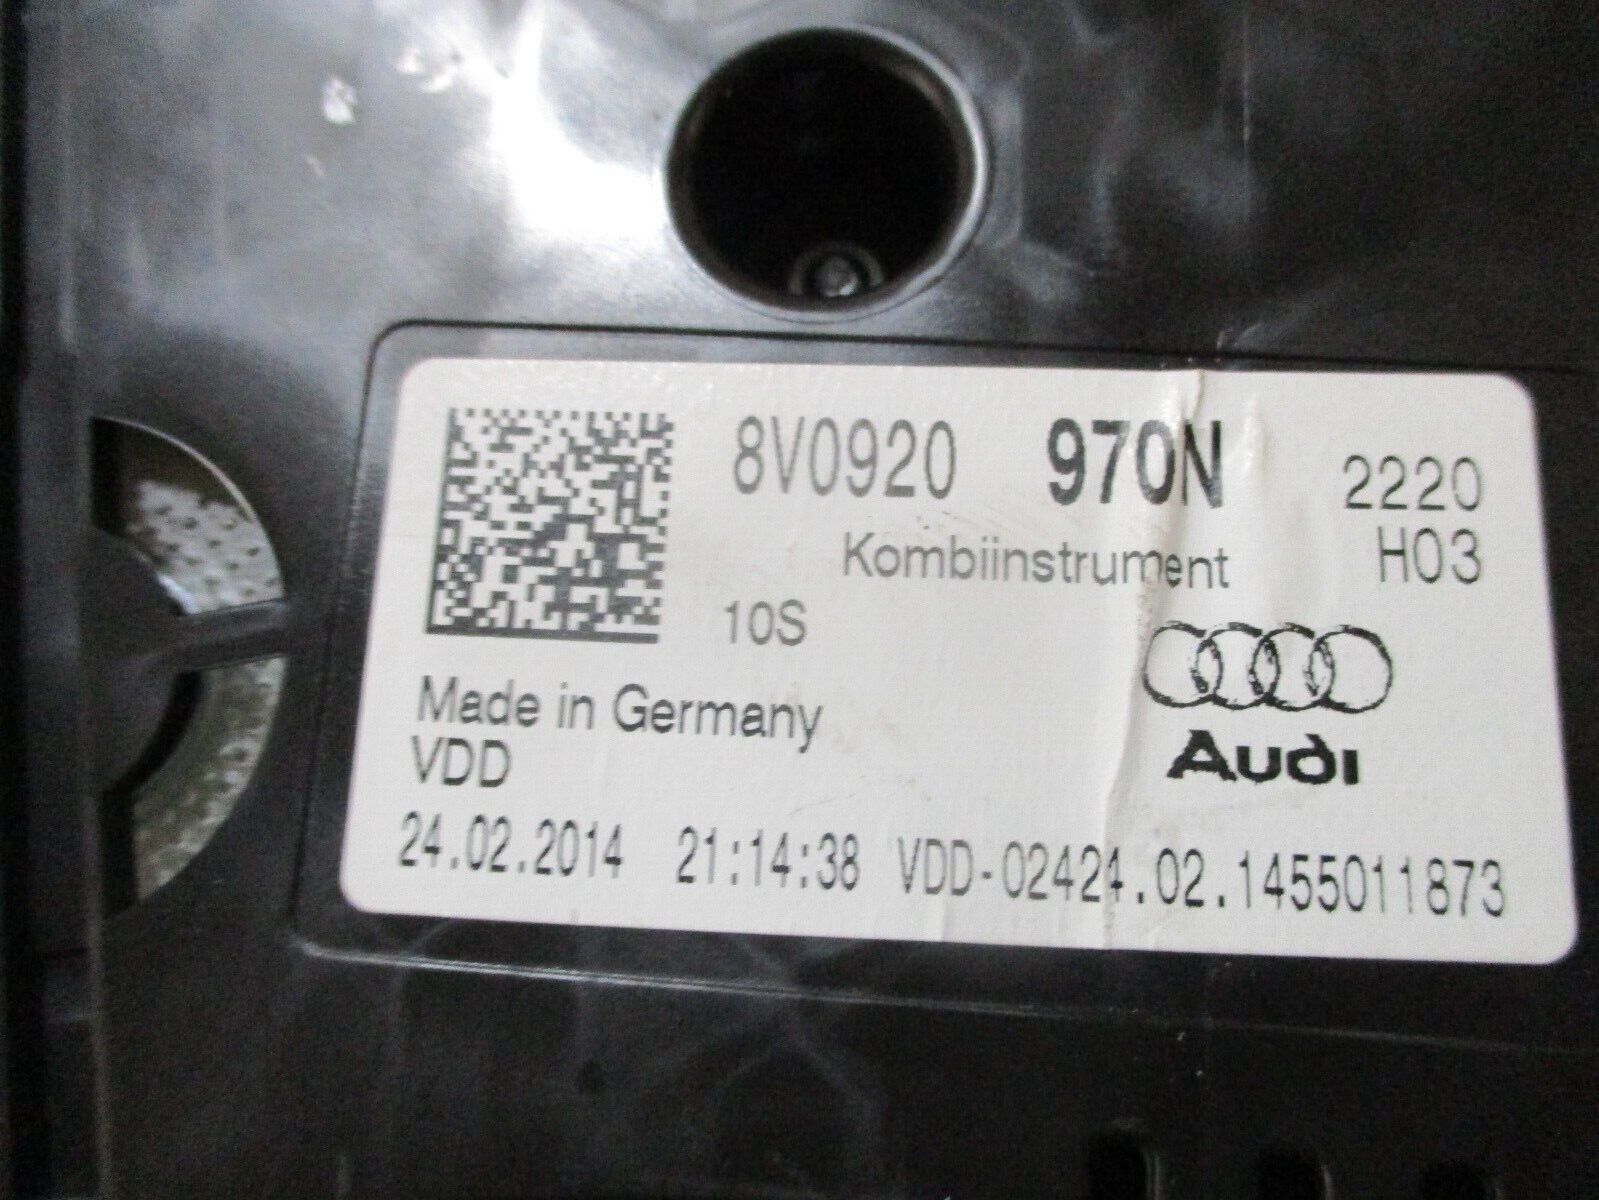 8V0920 970N 2220
Kombiinstrument H03
10S
Made in Germany
VDD
Audi
24.02.2014 21:14:38 VDD-02424.02.1455011873